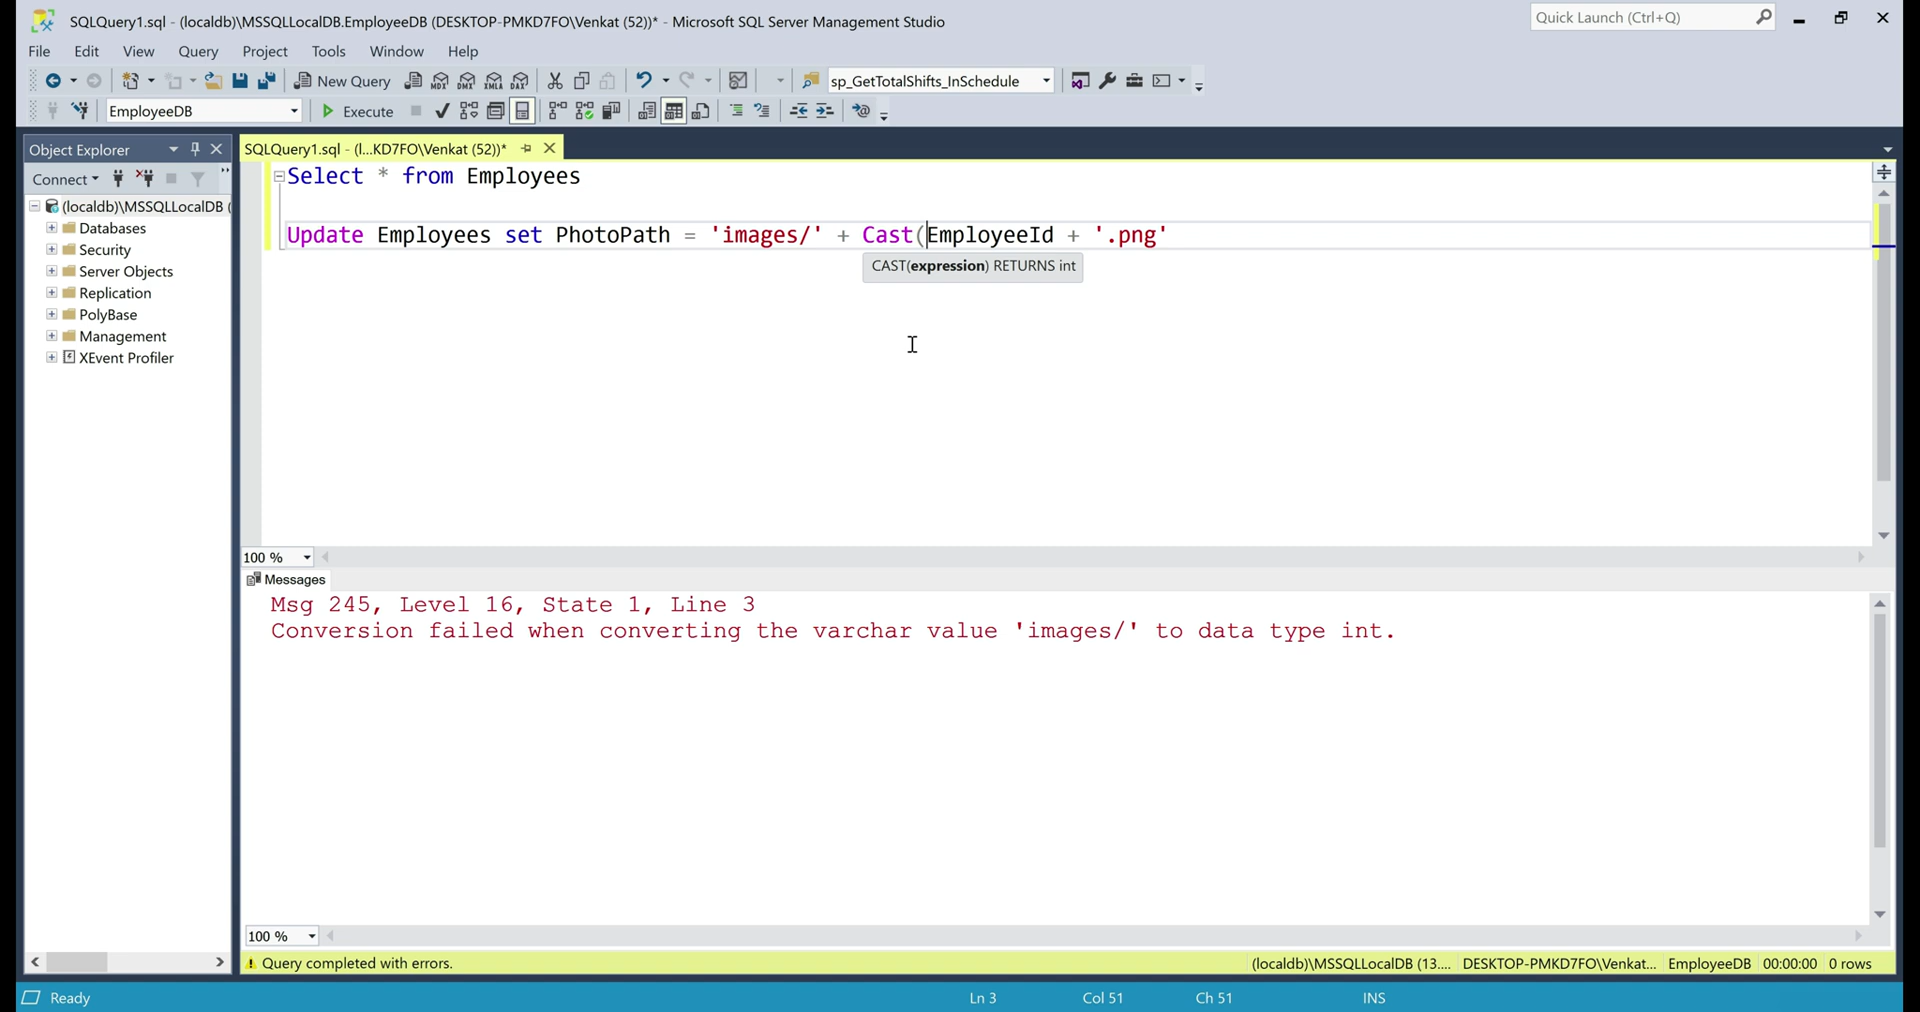 SQLQuery1.sql - (localdb)\MSSQLLocalDB.EmployeeDB (DESKTOP-PMKD7FO\Venkat (52))* - Microsoft SQL Server Management Studio
Quick Launch (Ctrl+Q)
File Edit View Query Project Tools Window Help
New Query MDX DMX XMLA DAX sp_GetTotalShifts_InSchedule
EmployeeDB Execute
Object Explorer
SQLQuery1.sql - (l...KD7FO\Venkat (52))*
Connect
(localdb)\MSSQLLocalDB (
Databases
Security
Server Objects
Replication
PolyBase
Management
XEvent Profiler
Select * from Employees
Update Employees set PhotoPath = 'images/' + Cast(EmployeeId + '.png'
CAST(expression) RETURNS int
100 %
Messages
Msg 245, Level 16, State 1, Line 3
Conversion failed when converting the varchar value 'images/' to data type int.
100 %
Query completed with errors. (localdb)\MSSQLLocalDB (13.... DESKTOP-PMKD7FO\Venkat... EmployeeDB 00:00:00 0 rows
Ready Ln 3 Col 51 Ch 51 INS